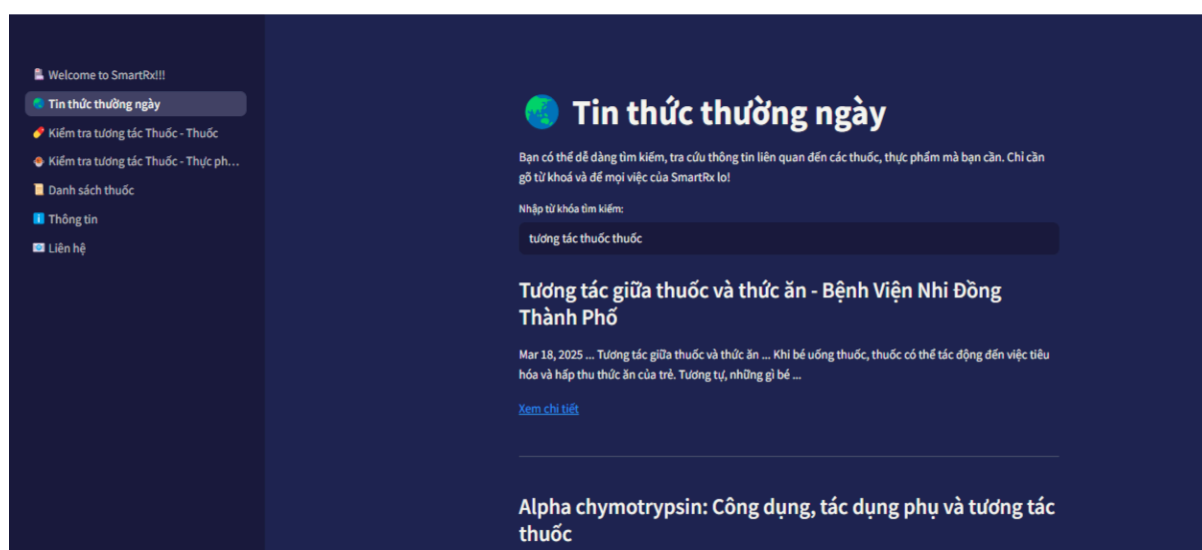 Welcome to SmartRx!!!
Tin thức thường ngày
Kiểm tra tương tác Thuốc - Thuốc
Kiểm tra tương tác Thuốc - Thực ph...
Danh sách thuốc
Thông tin
Liên hệ
Tin thức thường ngày
Bạn có thể dễ dàng tìm kiếm, tra cứu thông tin liên quan đến các thuốc, thực phẩm mà bạn cần. Chỉ cần
gõ từ khoá và để mọi việc của SmartRx lo!
Nhập từ khóa tìm kiếm:
tương tác thuốc thuốc
Tương tác giữa thuốc và thức ăn - Bệnh Viện Nhi Đồng
Thành Phố
Mar 18, 2025 ... Tương tác giữa thuốc và thức ăn ... Khi bé uống thuốc, thuốc có thể tác động đến việc tiêu
hóa và hấp thu thức ăn của trẻ. Tương tự, những gì bé ...
Xem chi tiết
Alpha chymotrypsin: Công dụng, tác dụng phụ và tương tác
thuốc